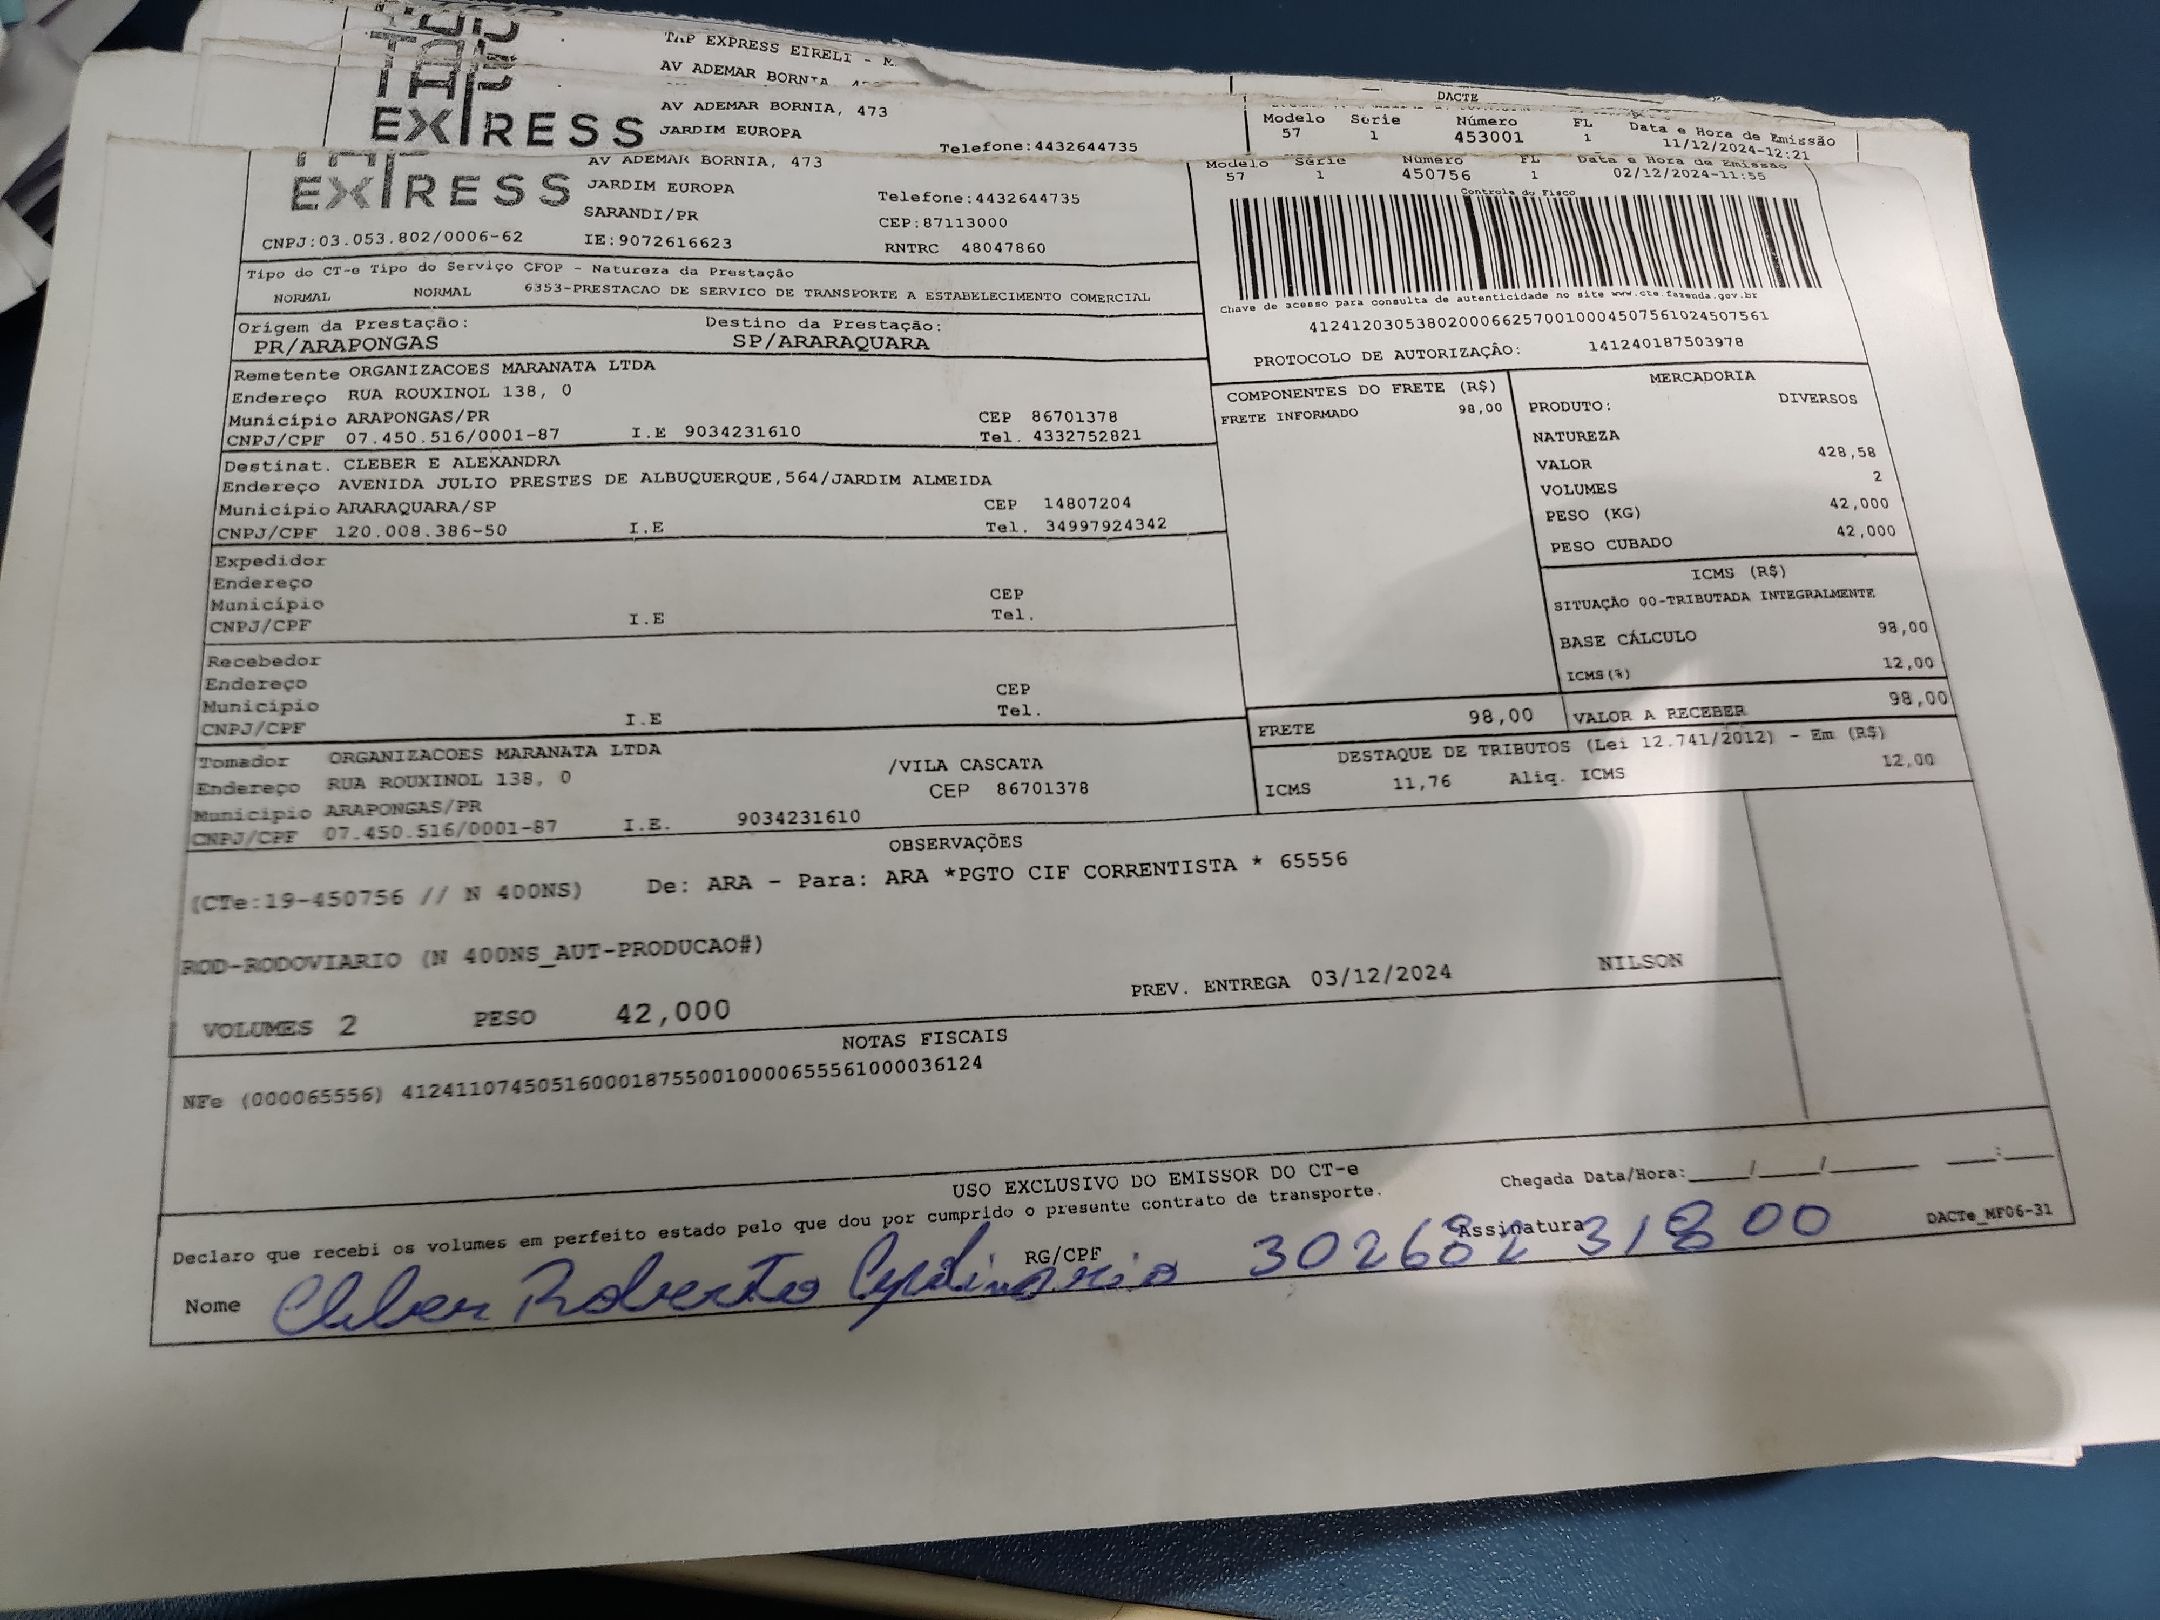 TAP EXPRESS EIRELI - M
AV ADEMAR BORNIA
DACTE
EXPRESS
AV ADEMAR BORNIA, 473
JARDIM EUROPA
Telefone:4432644735
Modelo Série Número FL Data e Hora de Emissão
57 1 453001 1 11/12/2024-12:21
EXPRESS
AV ADEMAR BORNIA, 473
JARDIM EUROPA
SARANDI/PR
Telefone:4432644735
CEP:87113000
CNPJ:03.053.802/0006-62 IE:9072616623 RNTRC 48047860
Modelo Série Número FL Data e Hora de Emissão
57 1 450756 1 02/12/2024-11:55
Controle do Fisco
Chave de acesso para consulta de autenticidade no site www.cte.fazenda.gov.br
41241203053802000662570010004507561024507561
PROTOCOLO DE AUTORIZAÇÃO: 141240187503978
Tipo do CT-e Tipo do Serviço CFOP - Natureza da Prestação
NORMAL NORMAL 6353-PRESTACAO DE SERVICO DE TRANSPORTE A ESTABELECIMENTO COMERCIAL
Origem da Prestação: Destino da Prestação:
PR/ARAPONGAS SP/ARARAQUARA
Remetente ORGANIZACOES MARANATA LTDA
Endereço RUA ROUXINOL 138, 0
Município ARAPONGAS/PR CEP 86701378
CNPJ/CPF 07.450.516/0001-87 I.E 9034231610 Tel. 4332752821
Destinat. CLEBER E ALEXANDRA
Endereço AVENIDA JULIO PRESTES DE ALBUQUERQUE,564/JARDIM ALMEIDA
Município ARARAQUARA/SP CEP 14807204
CNPJ/CPF 120.008.386-50 I.E Tel. 34997924342
Expedidor
Endereço
Município CEP
CNPJ/CPF I.E Tel.
Recebedor
Endereço
Município CEP
CNPJ/CPF I.E Tel.
Tomador ORGANIZACOES MARANATA LTDA
Endereço RUA ROUXINOL 138, 0 /VILA CASCATA
Município ARAPONGAS/PR CEP 86701378
CNPJ/CPF 07.450.516/0001-87 I.E. 9034231610
COMPONENTES DO FRETE (R$)
FRETE INFORMADO 98,00
MERCADORIA
PRODUTO: DIVERSOS
NATUREZA
VALOR 428,58
VOLUMES 2
PESO (KG) 42,000
PESO CUBADO 42,000
ICMS (R$)
SITUAÇÃO 00-TRIBUTADA INTEGRALMENTE
BASE CÁLCULO 98,00
ICMS(%) 12,00
FRETE 98,00 VALOR A RECEBER 98,00
DESTAQUE DE TRIBUTOS (Lei 12.741/2012) - Em (R$)
ICMS 11,76 Aliq. ICMS 12,00
OBSERVAÇÕES
(CTe:19-450756 // N 400NS) De: ARA - Para: ARA *PGTO CIF CORRENTISTA * 65556
ROD-RODOVIARIO (N 400NS_AUT-PRODUCAO#)
VOLUMES 2 PESO 42,000 PREV. ENTREGA 03/12/2024 NILSON
NOTAS FISCAIS
NFe (000065556) 41241107450516000187550010000655561000036124
USO EXCLUSIVO DO EMISSOR DO CT-e
Declaro que recebi os volumes em perfeito estado pelo que dou por cumprido o presente contrato de transporte.
Chegada Data/Hora:____/____/______ ___:___
Nome Cleber Roberto RG/CPF 302682 31800 Assinatura
DACTe_MF06-31